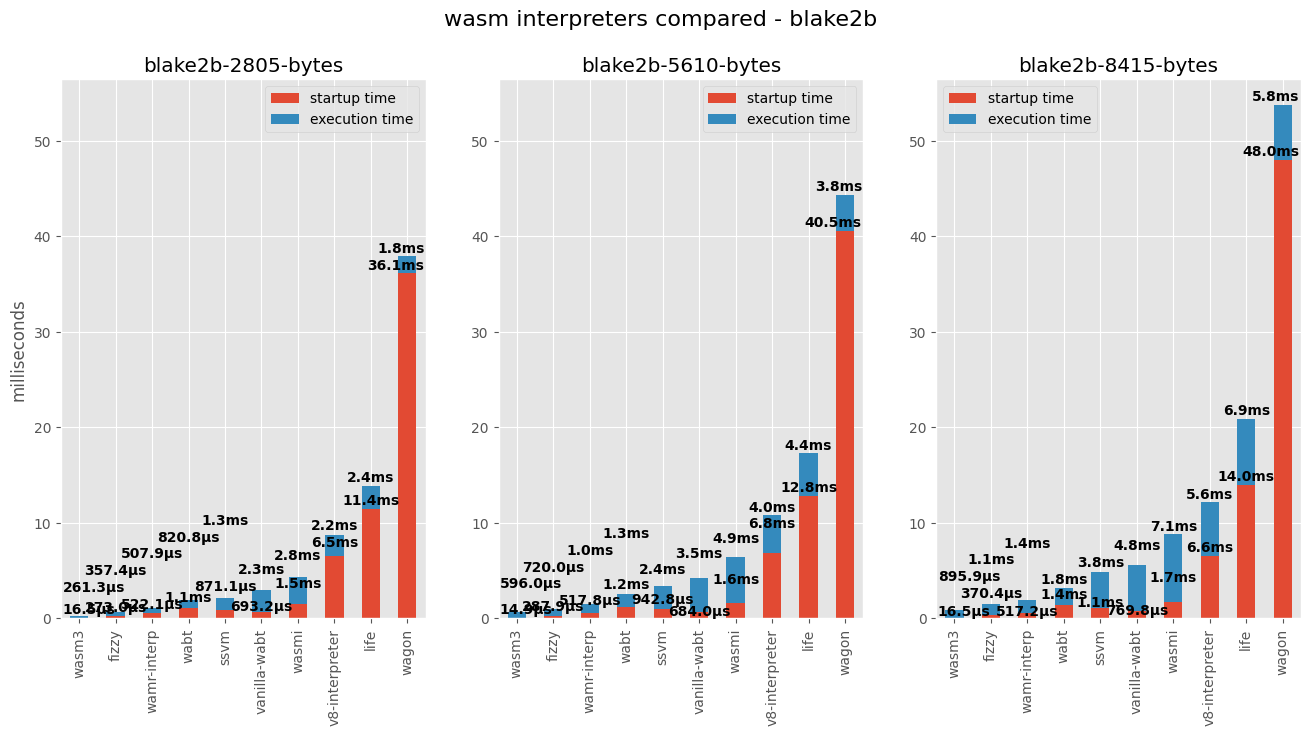 wasm interpreters compared - blake2b
blake2b-2805-bytes
startup time
execution time
milliseconds
50
40
30
20
10
0
261.3µs
16.8µs
357.4µs
273.0µs
507.9µs
522.1µs
820.8µs
1.1ms
1.3ms
871.1µs
2.3ms
693.2µs
2.8ms
1.5ms
2.2ms
6.5ms
2.4ms
11.4ms
1.8ms
36.1ms
wasm3
fizzy
wamr-interp
wabt
ssvm
vanilla-wabt
wasmi
v8-interpreter
life
wagon
blake2b-5610-bytes
startup time
execution time
50
40
30
20
10
0
596.0µs
14.9µs
720.0µs
287.9µs
1.0ms
517.8µs
1.3ms
1.2ms
2.4ms
942.8µs
3.5ms
684.0µs
4.9ms
1.6ms
4.0ms
6.8ms
4.4ms
12.8ms
3.8ms
40.5ms
wasm3
fizzy
wamr-interp
wabt
ssvm
vanilla-wabt
wasmi
v8-interpreter
life
wagon
blake2b-8415-bytes
startup time
execution time
50
40
30
20
10
0
895.9µs
16.5µs
1.1ms
370.4µs
1.4ms
517.2µs
1.8ms
1.4ms
3.8ms
1.1ms
4.8ms
769.8µs
7.1ms
1.7ms
5.6ms
6.6ms
6.9ms
14.0ms
5.8ms
48.0ms
wasm3
fizzy
wamr-interp
wabt
ssvm
vanilla-wabt
wasmi
v8-interpreter
life
wagon